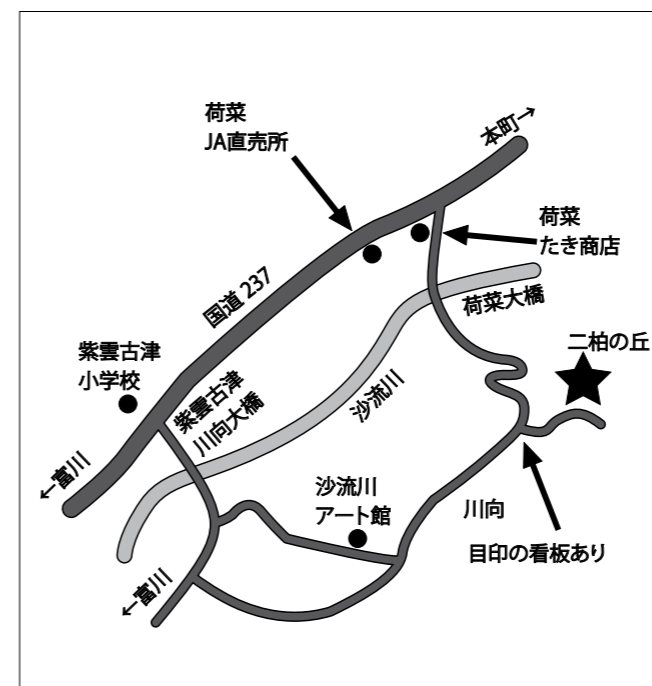 荷菜
JA直売所
本町→
荷菜
たき商店
国道 237
荷菜大橋
二柏の丘
紫雲古津
小学校
紫雲古津
川向大橋
沙流川
←富川
沙流川
アート館
川向
目印の看板あり
←富川